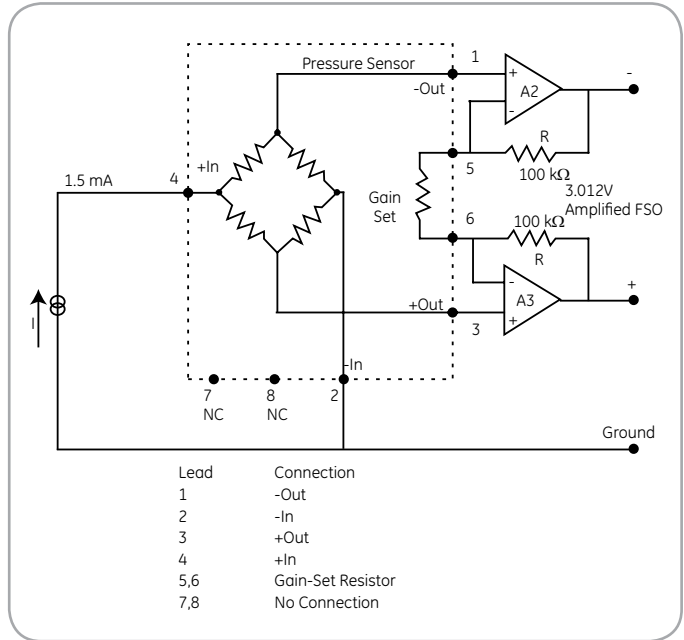 1
Pressure Sensor
-Out
+
A2
-
-
R
100 kΩ
5
+In
4
1.5 mA
Gain
Set
3.012V
Amplified FSO
6
100 kΩ
R
-
A3
+
+
+Out
3
I
-In
7
NC
8
NC
2
Ground
Lead Connection
1 -Out
2 -In
3 +Out
4 +In
5,6 Gain-Set Resistor
7,8 No Connection